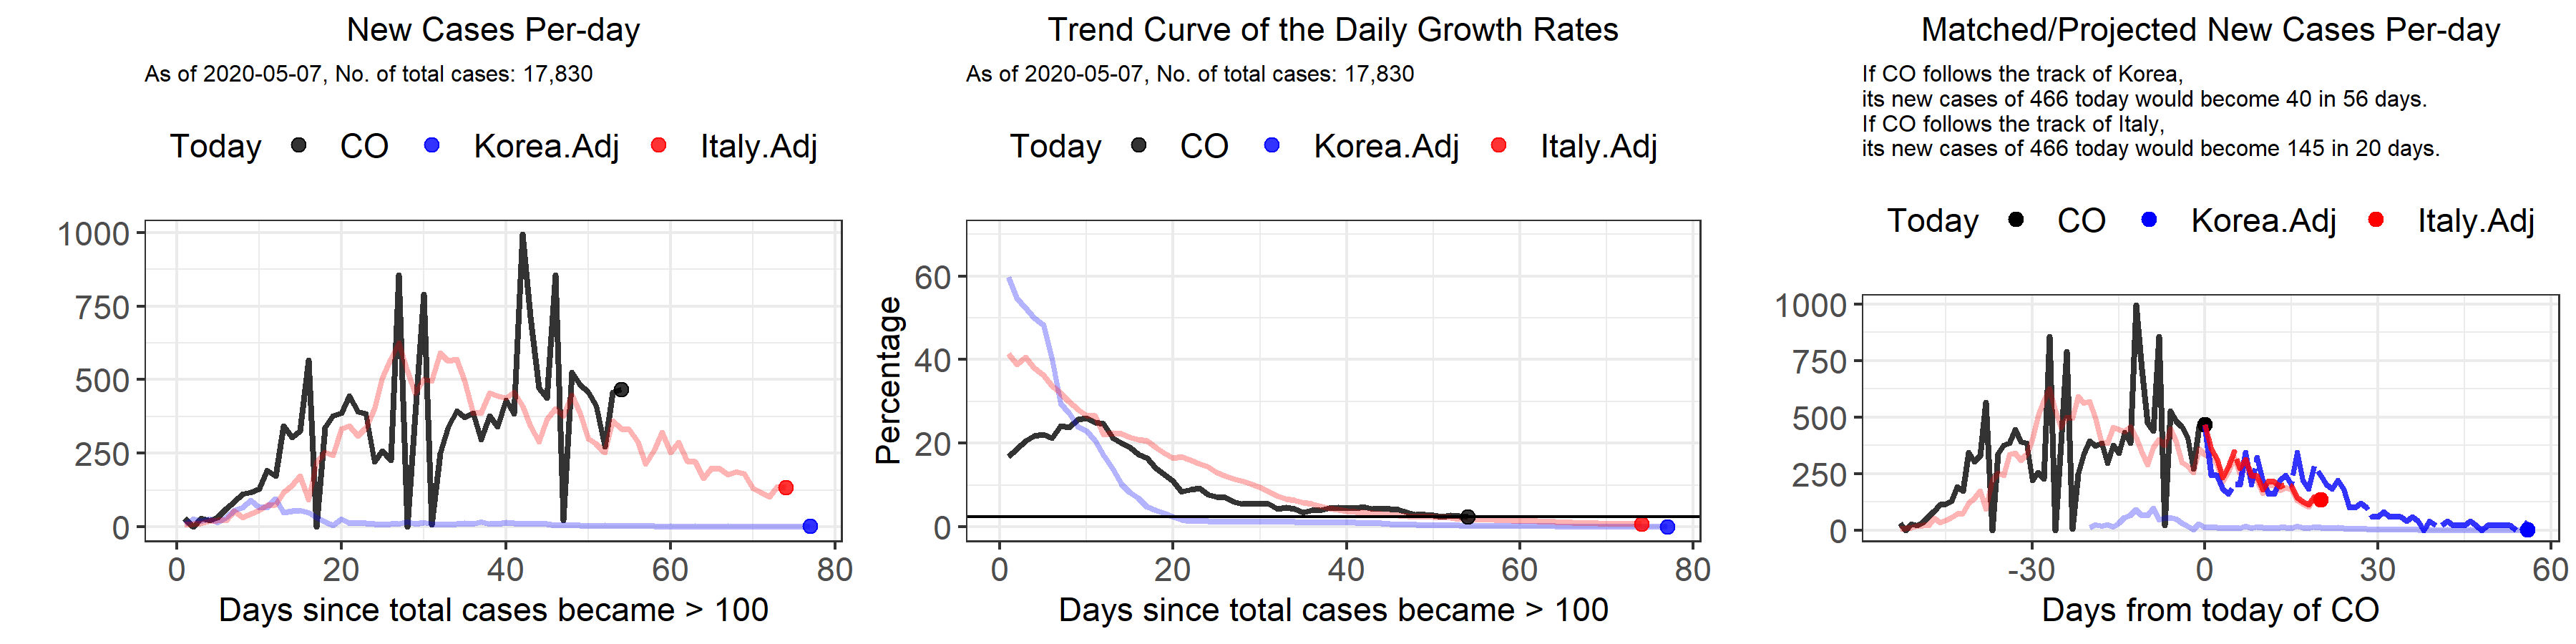 New Cases Per-day
As of 2020-05-07, No. of total cases: 17,830
Today CO Korea.Adj Italy.Adj
1000
750
500
250
0
0 20 40 60 80
Days since total cases became > 100
Trend Curve of the Daily Growth Rates
As of 2020-05-07, No. of total cases: 17,830
Today CO Korea.Adj Italy.Adj
Percentage
60
40
20
0
0 20 40 60 80
Days since total cases became > 100
Matched/Projected New Cases Per-day
If CO follows the track of Korea,
its new cases of 466 today would become 40 in 56 days.
If CO follows the track of Italy,
its new cases of 466 today would become 145 in 20 days.
Today CO Korea.Adj Italy.Adj
1000
750
500
250
0
-30 0 30 60
Days from today of CO